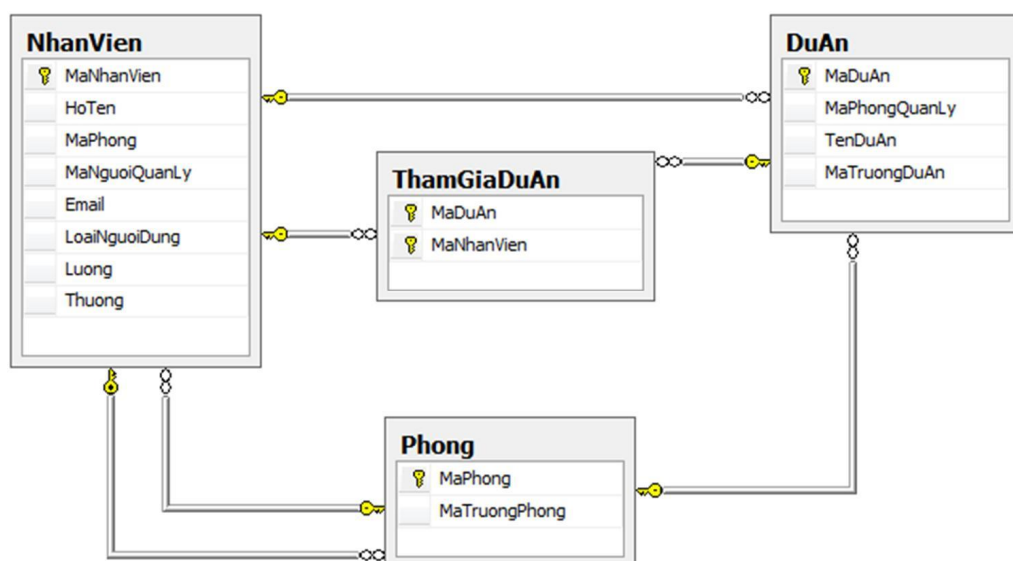 NhanVien
MaNhanVien
HoTen
MaPhong
MaNguoiQuanLy
Email
LoaiNguoiDung
Luong
Thuong
DuAn
MaDuAn
MaPhongQuanLy
TenDuAn
MaTruongDuAn
ThamGiaDuAn
MaDuAn
MaNhanVien
Phong
MaPhong
MaTruongPhong